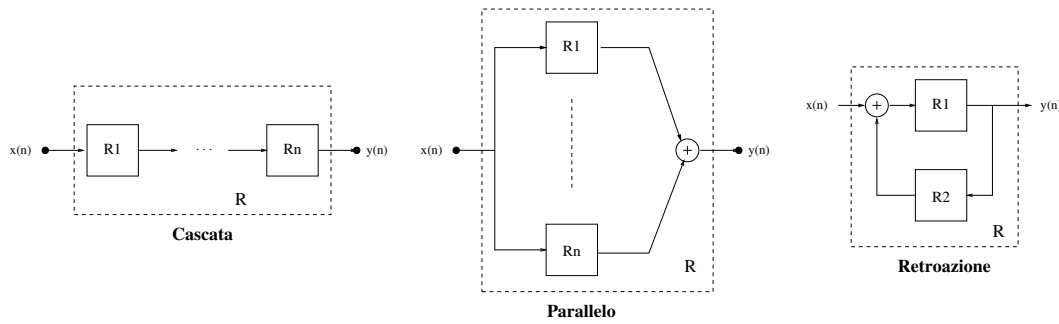 x(n)
R1
. . .
Rn
y(n)
R
Cascata
x(n)
R1
Rn
+
y(n)
R
Parallelo
x(n)
+
R1
y(n)
R2
R
Retroazione